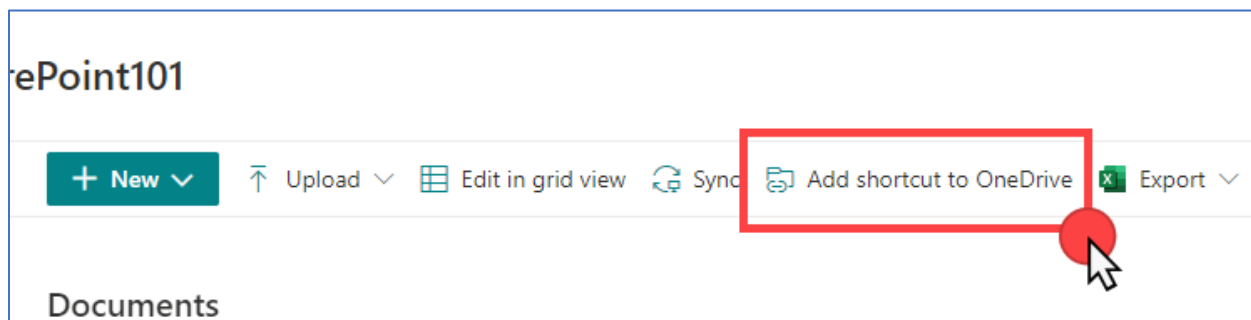 rePoint101
New
Upload
Edit in grid view
Sync
Add shortcut to OneDrive
Export
Documents